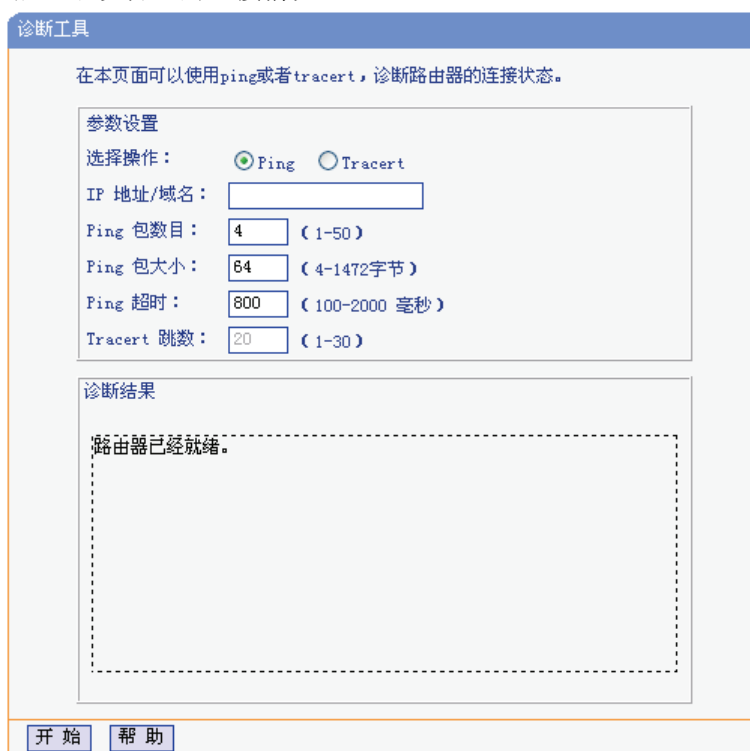 诊断工具
在本页面可以使用ping或者tracert，诊断路由器的连接状态。
参数设置
选择操作： Ping Tracert
IP 地址/域名：
Ping 包数目： 4 （1-50）
Ping 包大小： 64 （4-1472字节）
Ping 超时： 800 （100-2000 毫秒）
Tracert 跳数： 20 （1-30）
诊断结果
路由器已经就绪。
开 始 帮 助